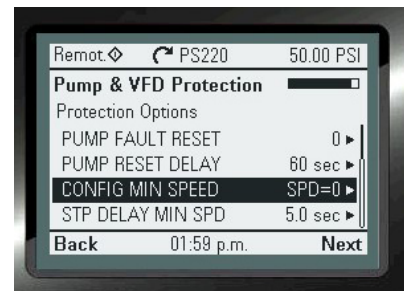 Remot. PS220 50.00 PSI
Pump & VFD Protection
Protection Options
PUMP FAULT RESET 0
PUMP RESET DELAY 60 sec
CONFIG MIN SPEED SPD=0
STP DELAY MIN SPD 5.0 sec
Back 01:59 p.m. Next